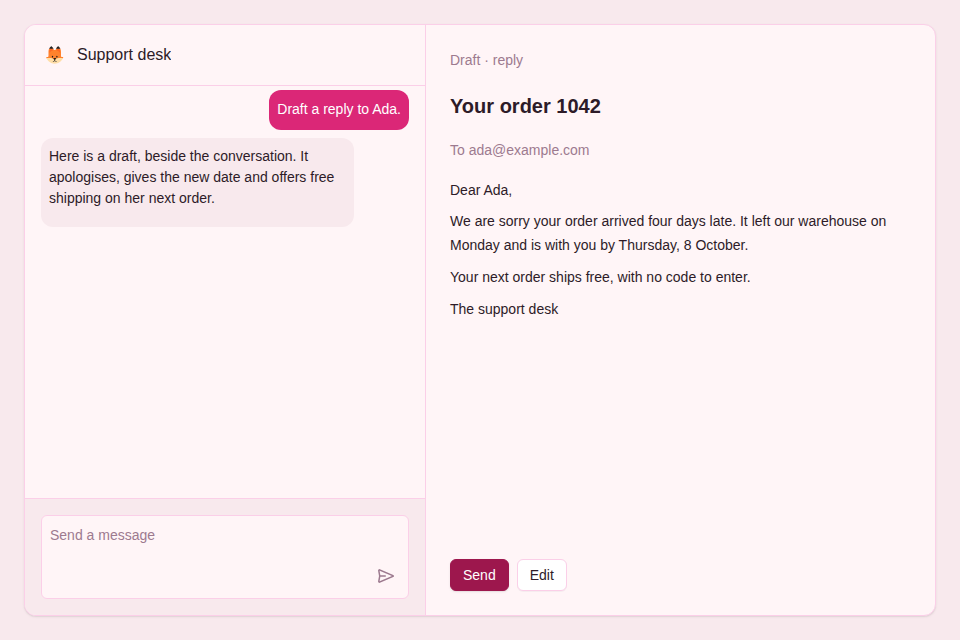 Support desk
Draft a reply to Ada.
Here is a draft, beside the conversation. It
apologises, gives the new date and offers free
shipping on her next order.
Send a message
Draft · reply
Your order 1042
To ada@example.com
Dear Ada,
We are sorry your order arrived four days late. It left our warehouse on
Monday and is with you by Thursday, 8 October.
Your next order ships free, with no code to enter.
The support desk
Send
Edit